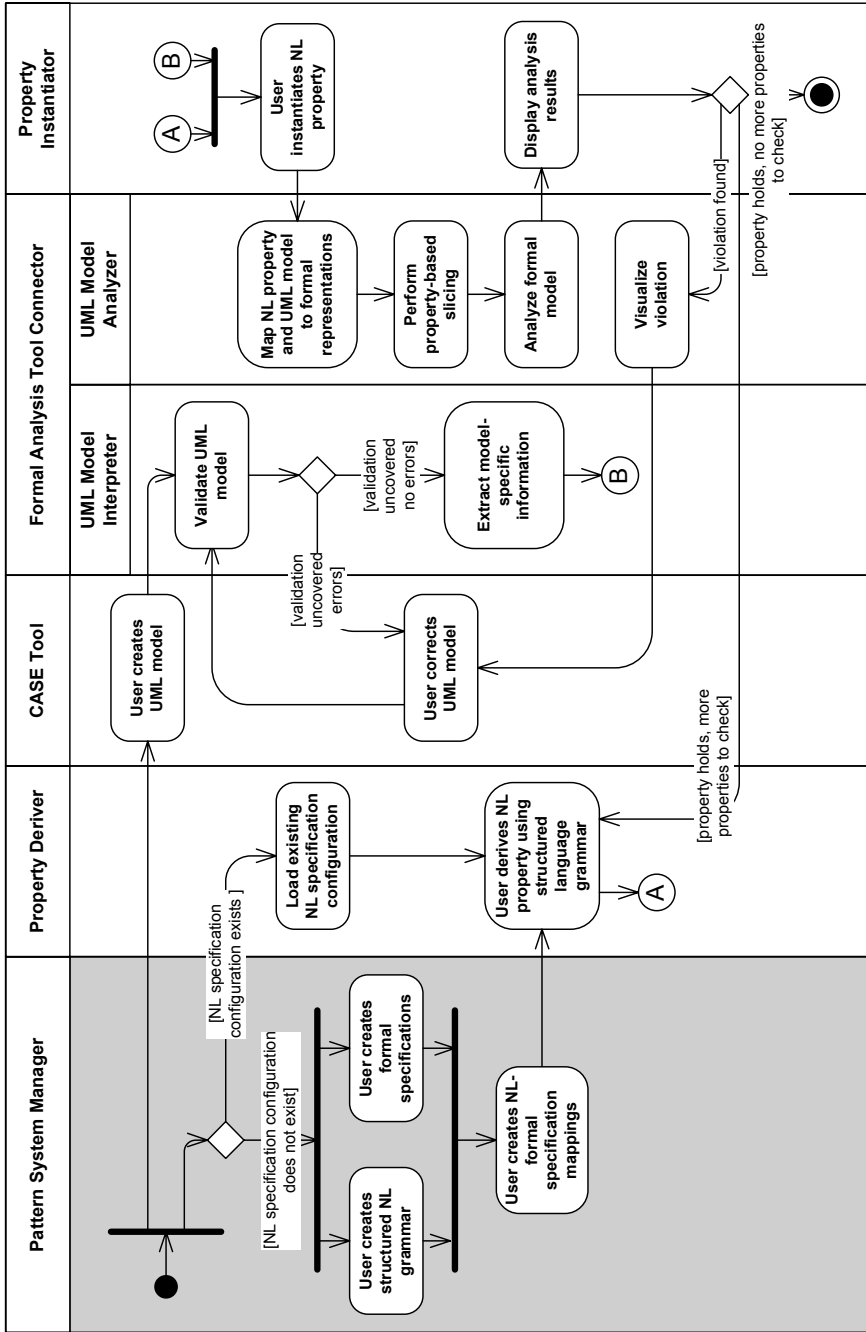 Pattern System Manager
Property Deriver
CASE Tool
Formal Analysis Tool Connector
UML Model
Interpreter
UML Model
Analyzer
Property
Instantiator
[NL specification
configuration exists ]
[NL specification configuration
does not exist]
User creates
structured NL
grammar
User creates
formal
specifications
User creates NL-
formal
specification
mappings
Load existing
NL specification
configuration
User derives NL
property using
structured
language
grammar
A
[property holds, more
properties to check]
User creates
UML model
User corrects
UML model
[validation
uncovered
errors]
Validate UML
model
[validation
uncovered
no errors]
Extract model-
specific
information
B
Map NL property
and UML model
to formal
representations
Perform
property-based
slicing
Analyze formal
model
Visualize
violation
A
B
User
instantiates NL
property
Display analysis
results
[violation found]
[property holds, no more properties
to check]